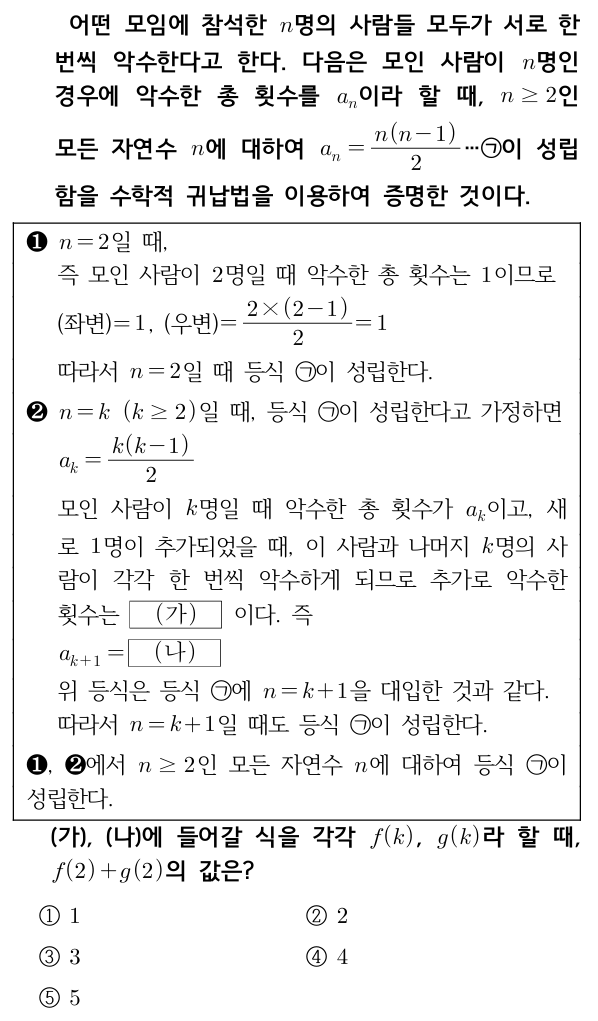 어떤 모임에 참석한 n명의 사람들 모두가 서로 한
번씩 악수한다고 한다. 다음은 모인 사람이 n명인
경우에 악수한 총 횟수를 aₙ이라 할 때, n ≥ 2인
모든 자연수 n에 대하여 aₙ = n(n-1)/2 ···㉠이 성립
함을 수학적 귀납법을 이용하여 증명한 것이다.
❶ n=2일 때,
즉 모인 사람이 2명일 때 악수한 총 횟수는 1이므로
(좌변)=1, (우변)= 2×(2-1)/2 =1
따라서 n=2일 때 등식 ㉠이 성립한다.
❷ n=k (k ≥ 2)일 때, 등식 ㉠이 성립한다고 가정하면
aₖ = k(k-1)/2
모인 사람이 k명일 때 악수한 총 횟수가 aₖ이고, 새
로 1명이 추가되었을 때, 이 사람과 나머지 k명의 사
람이 각각 한 번씩 악수하게 되므로 추가로 악수한
횟수는 (가) 이다. 즉
aₖ₊₁ = (나)
위 등식은 등식 ㉠에 n=k+1을 대입한 것과 같다.
따라서 n=k+1일 때도 등식 ㉠이 성립한다.
❶, ❷에서 n ≥ 2인 모든 자연수 n에 대하여 등식 ㉠이
성립한다.
(가), (나)에 들어갈 식을 각각 f(k), g(k)라 할 때,
f(2)+g(2)의 값은?
① 1 ② 2
③ 3 ④ 4
⑤ 5